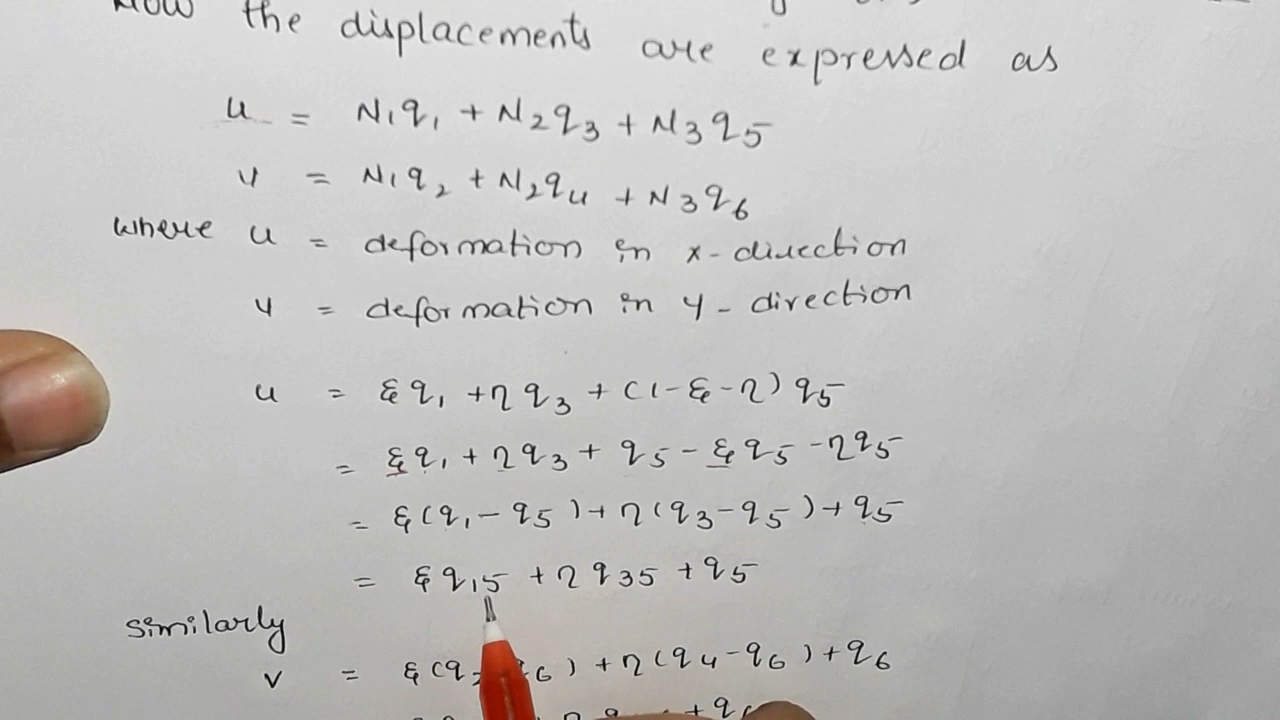 Now the displacements are expressed as
u = N₁q₁ + N₂q₃ + N₃q₅
v = N₁q₂ + N₂q₄ + N₃q₆
where u = deformation in x-direction
v = deformation in y-direction
u = ξq₁ + ηq₃ + (1-ξ-η)q₅
= ξq₁ + ηq₃ + q₅ - ξq₅ - ηq₅
= ξ(q₁-q₅) + η(q₃-q₅) + q₅
= ξq₁₅ + ηq₃₅ + q₅
Similarly
v = ξ(q₂ q₆) + η(q₄-q₆) + q₆